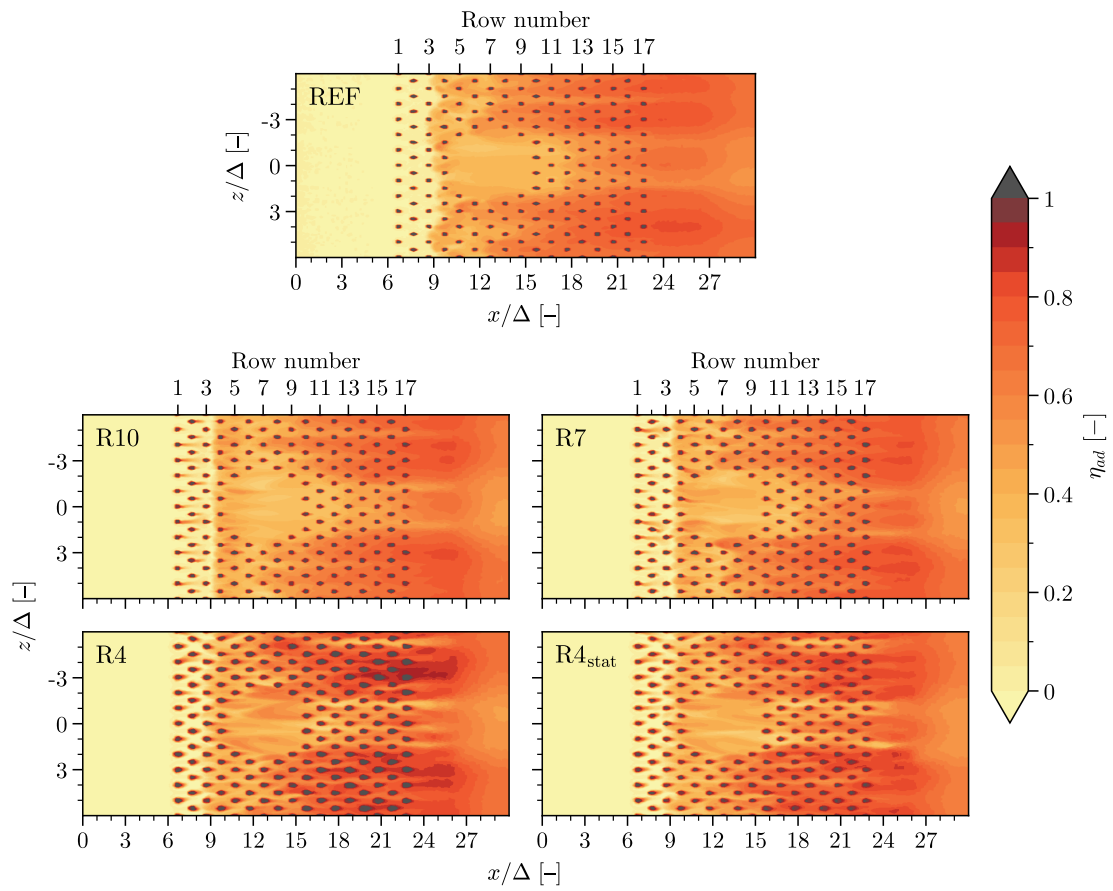 Row number
1 3 5 7 9 11 13 15 17
REF
-3
0
3
z/Δ [−]
0 3 6 9 12 15 18 21 24 27
x/Δ [−]
Row number
1 3 5 7 9 11 13 15 17
R10
-3
0
3
Row number
1 3 5 7 9 11 13 15 17
R7
z/Δ [−]
R4
-3
0
3
0 3 6 9 12 15 18 21 24 27
R4stat
0 3 6 9 12 15 18 21 24 27
x/Δ [−]
1
0.8
0.6
0.4
0.2
0
ηad [−]